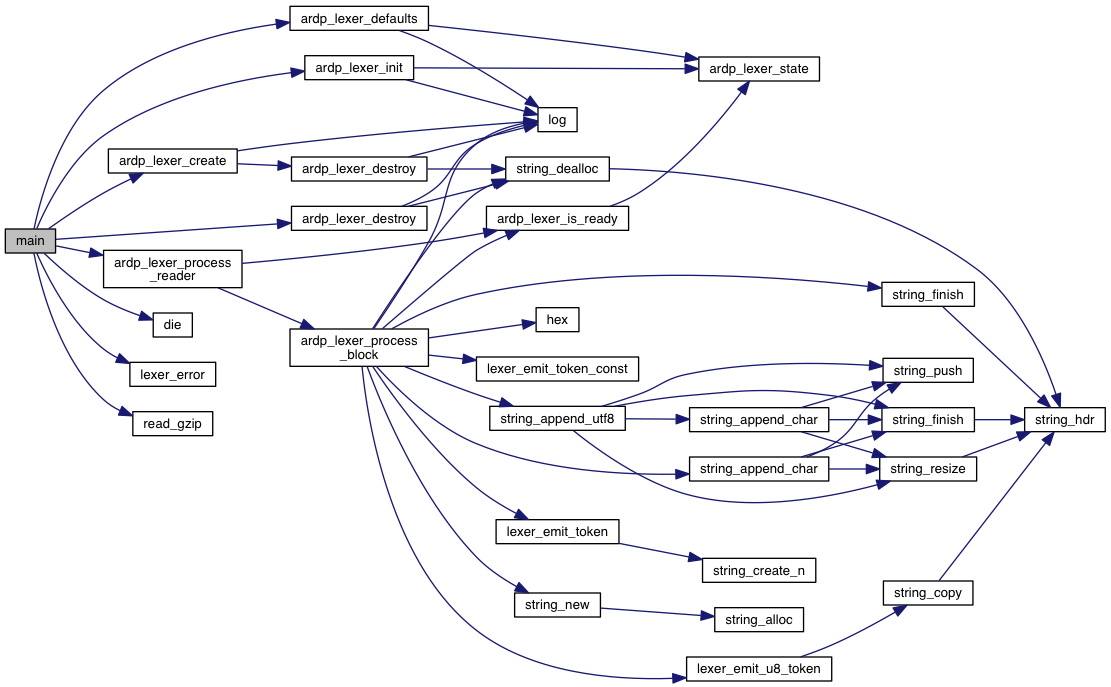 ardp_lexer_defaults
ardp_lexer_init
ardp_lexer_state
log
ardp_lexer_create
ardp_lexer_destroy
string_dealloc
ardp_lexer_destroy
ardp_lexer_is_ready
main
ardp_lexer_process
_reader
string_finish
die
hex
ardp_lexer_process
_block
lexer_error
lexer_emit_token_const
string_push
read_gzip
string_append_utf8
string_append_char
string_finish
string_hdr
string_append_char
string_resize
lexer_emit_token
string_create_n
string_copy
string_new
string_alloc
lexer_emit_u8_token